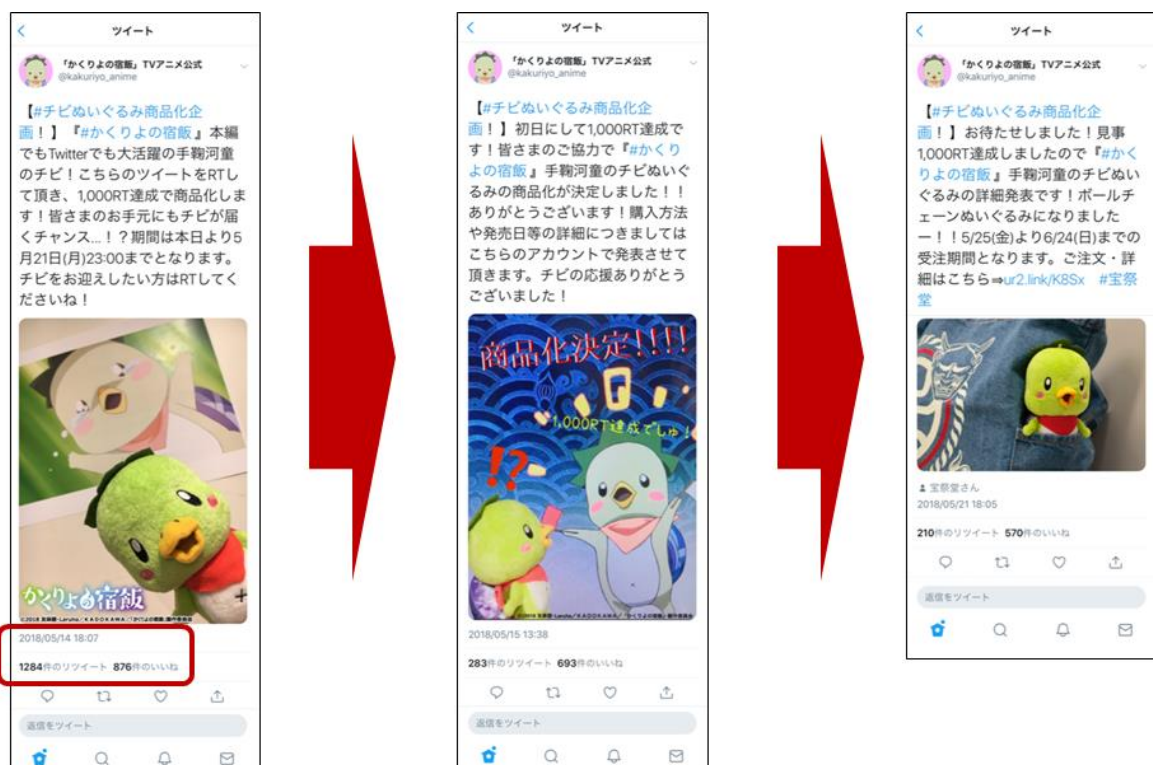 ツイート
「かくりよの宿飯」TVアニメ公式
@kakuriyo_anime
【#チビぬいぐるみ商品化企
画！】『#かくりよの宿飯 』本編
でもTwitterでも大活躍の手鞠河童
のチビ！こちらのツイートをRTし
て頂き、1,000RT達成で商品化しま
す！皆さまのお手元にもチビが届
くチャンス...！？期間は本日より5
月21日(月)23:00までとなります。
チビをお迎えしたい方はRTしてく
ださいね！
かくりよの宿飯
2018/05/14 18:07
1284件のリツイート 876件のいいね
返信をツイート
ツイート
「かくりよの宿飯」TVアニメ公式
@kakuriyo_anime
【#チビぬいぐるみ商品化企
画！】初日にして1,000RT達成で
す！皆さまのご協力で『#かくり
よの宿飯 』手鞠河童のチビぬいぐ
るみの商品化が決定しました！！
ありがとうございます！購入方法
や発売日等の詳細につきましては
こちらのアカウントで発表させて
頂きます。チビの応援ありがとう
ございました！
商品化決定!!!!
1,000RT達成でしゅ！
!?
2018/05/15 13:38
283件のリツイート 693件のいいね
返信をツイート
ツイート
「かくりよの宿飯」TVアニメ公式
@kakuriyo_anime
【#チビぬいぐるみ商品化企
画！】お待たせしました！見事
1,000RT達成しましたので『#かく
りよの宿飯 』手鞠河童のチビぬい
ぐるみの詳細発表です！ボールチ
ェーンぬいぐるみになりました
ー！！5/25(金)より6/24(日)までの
受注期間となります。ご注文・詳
細はこちら⇒ur2.link/K8Sx #宝祭
堂
宝祭堂さん
2018/05/21 18:05
210件のリツイート 570件のいいね
返信をツイート